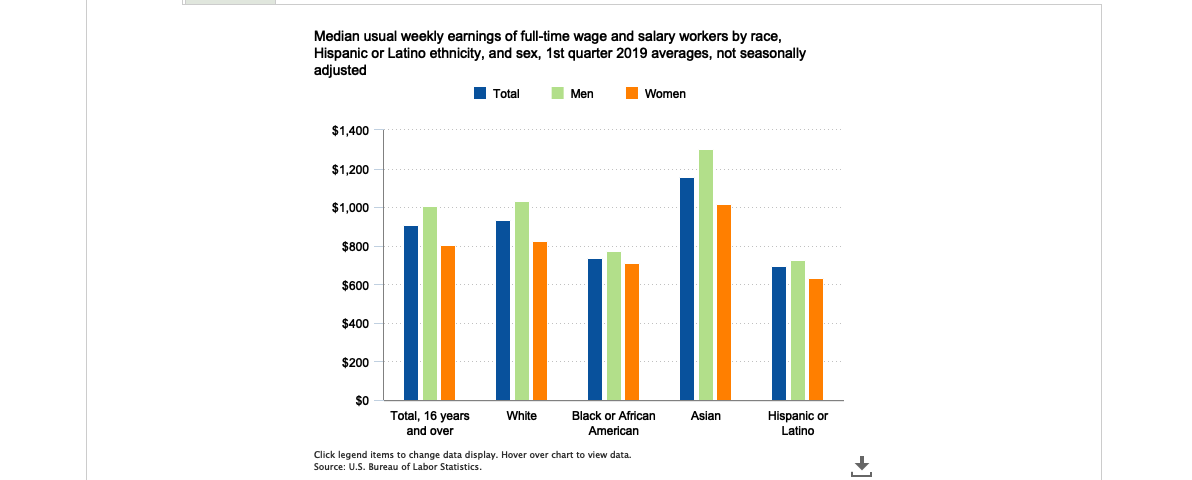 Median usual weekly earnings of full-time wage and salary workers by race,
Hispanic or Latino ethnicity, and sex, 1st quarter 2019 averages, not seasonally
adjusted
Total Men Women
$1,400
$1,200
$1,000
$800
$600
$400
$200
$0
Total, 16 years
and over
White
Black or African
American
Asian
Hispanic or
Latino
Click legend items to change data display. Hover over chart to view data.
Source: U.S. Bureau of Labor Statistics.